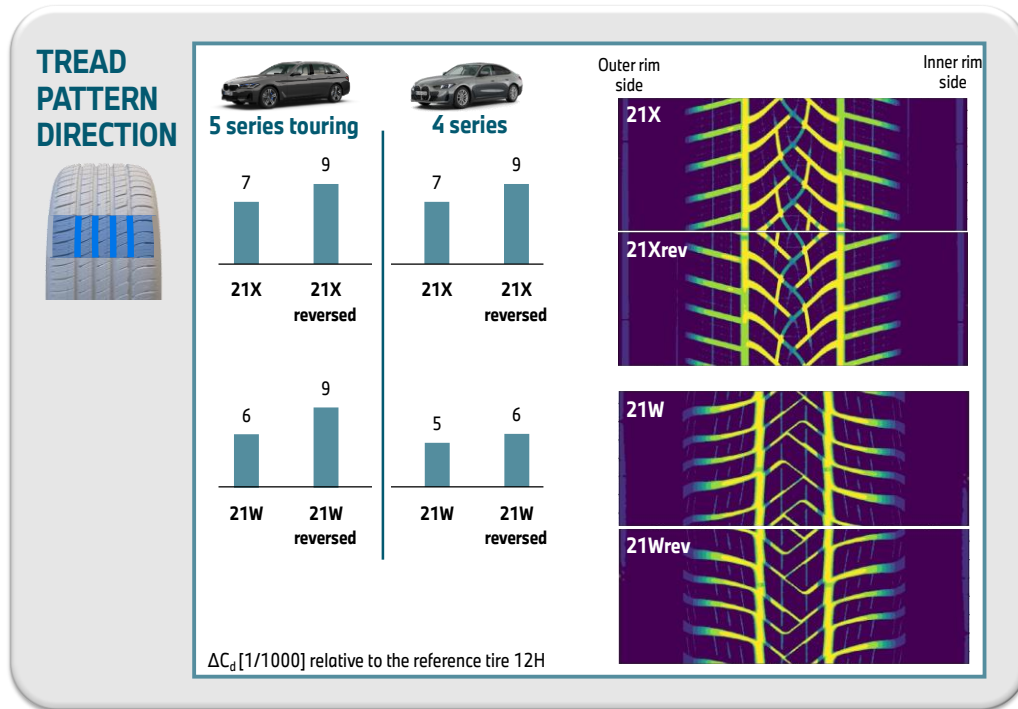 TREAD
PATTERN
DIRECTION
5 series touring
4 series
7
9
21X
21X
reversed
7
9
21X
21X
reversed
6
9
21W
21W
reversed
5
6
21W
21W
reversed
ΔCd [1/1000] relative to the reference tire 12H
Outer rim
side
Inner rim
side
21X
21Xrev
21W
21Wrev